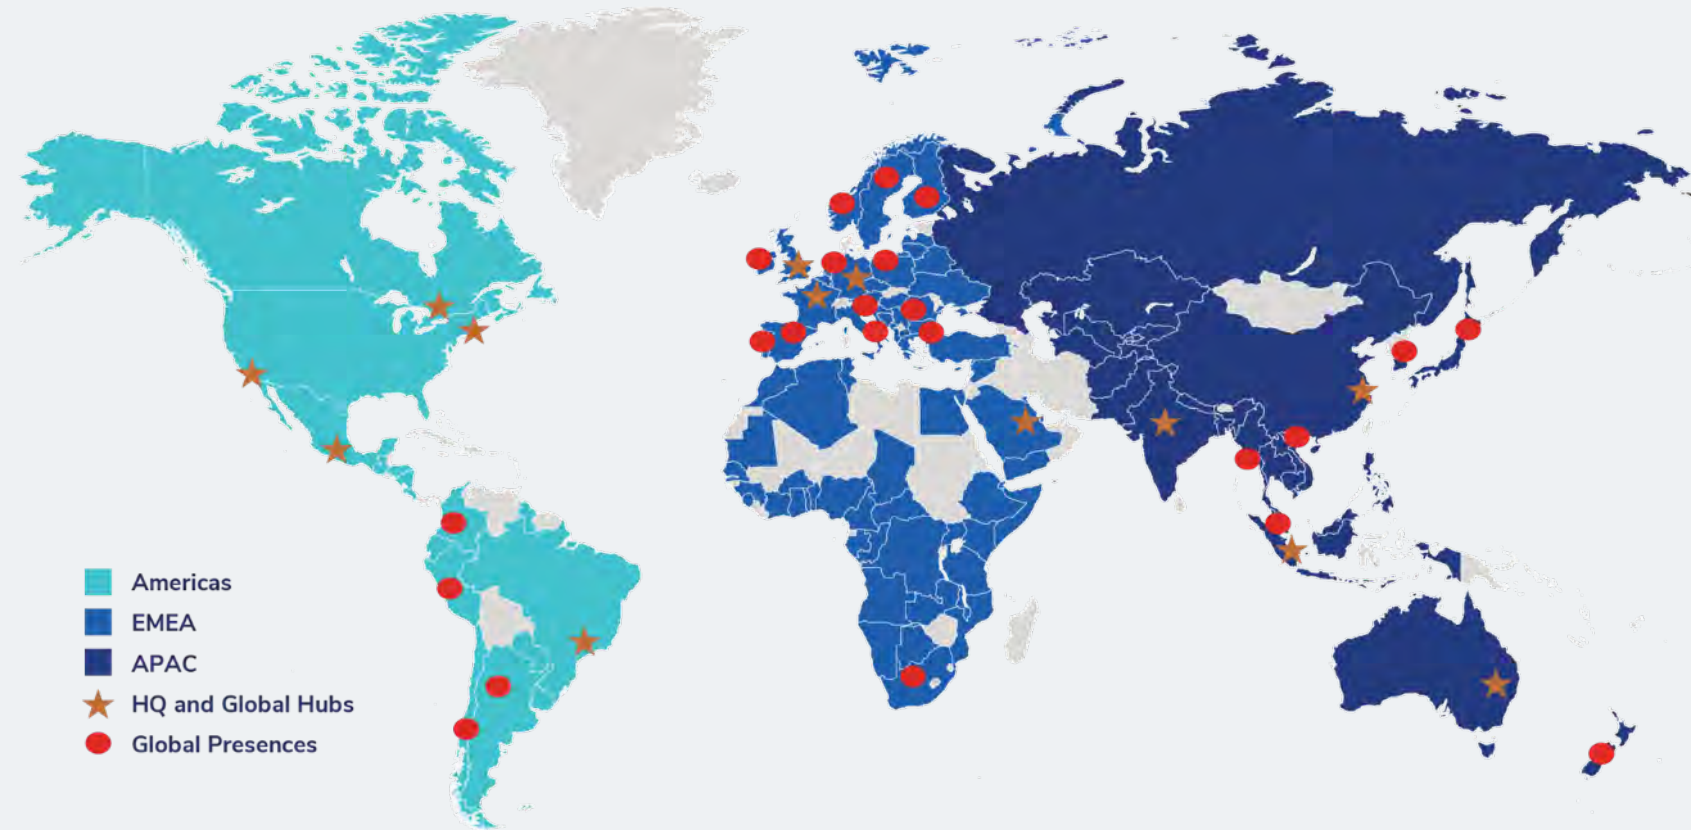 Americas
EMEA
APAC
HQ and Global Hubs
Global Presences